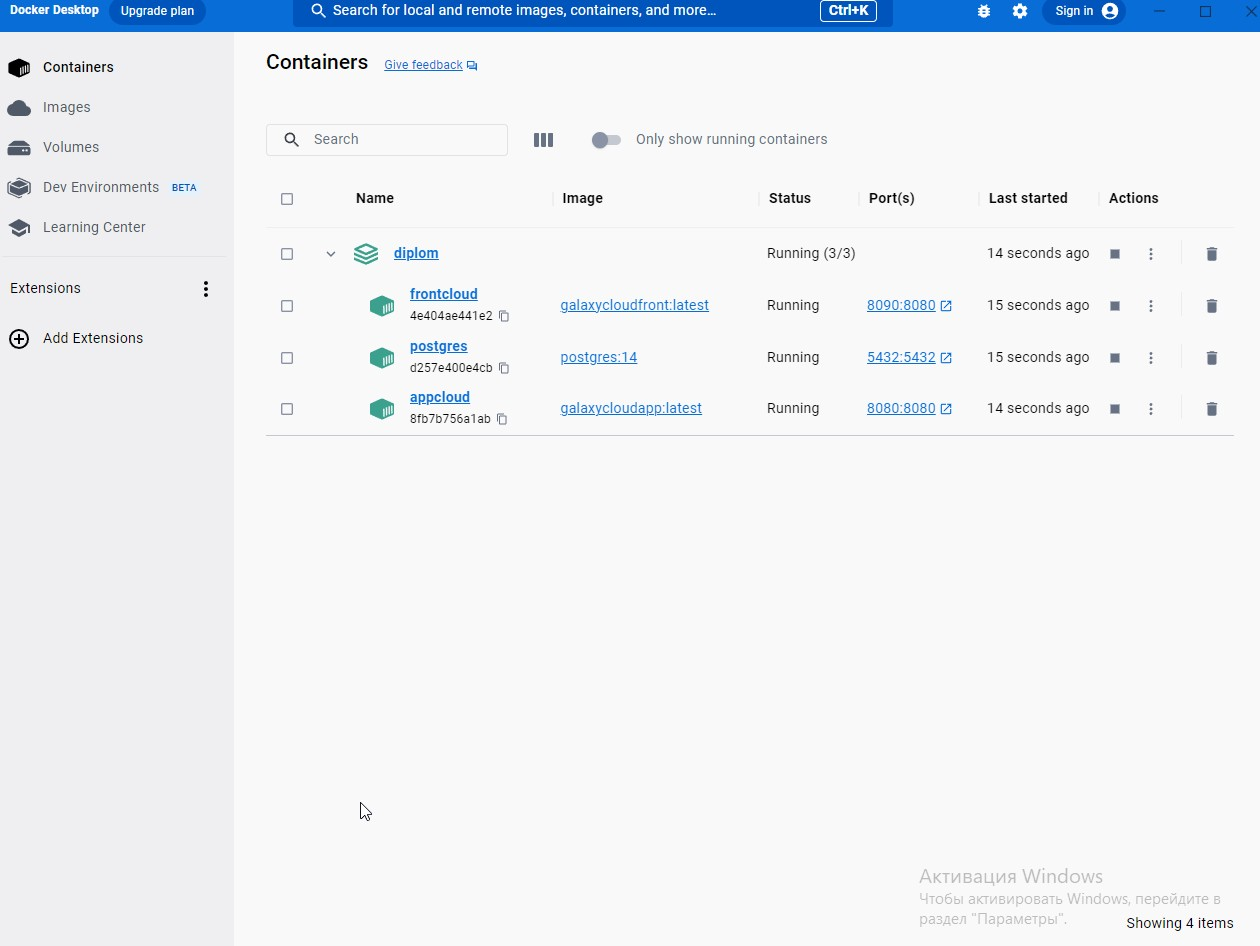 Docker Desktop Upgrade plan Search for local and remote images, containers, and more... Ctrl+K Sign in
Containers
Images
Volumes
Dev Environments BETA
Learning Center
Extensions
Add Extensions
Containers Give feedback
Search Only show running containers
Name Image Status Port(s) Last started Actions
diplom Running (3/3) 14 seconds ago
frontcloud
4e404ae441e2
galaxycloudfront:latest Running 8090:8080 15 seconds ago
postgres
d257e400e4cb
postgres:14 Running 5432:5432 15 seconds ago
appcloud
8fb7b756a1ab
galaxycloudapp:latest Running 8080:8080 14 seconds ago
Активация Windows
Чтобы активировать Windows, перейдите в
раздел "Параметры".
Showing 4 items